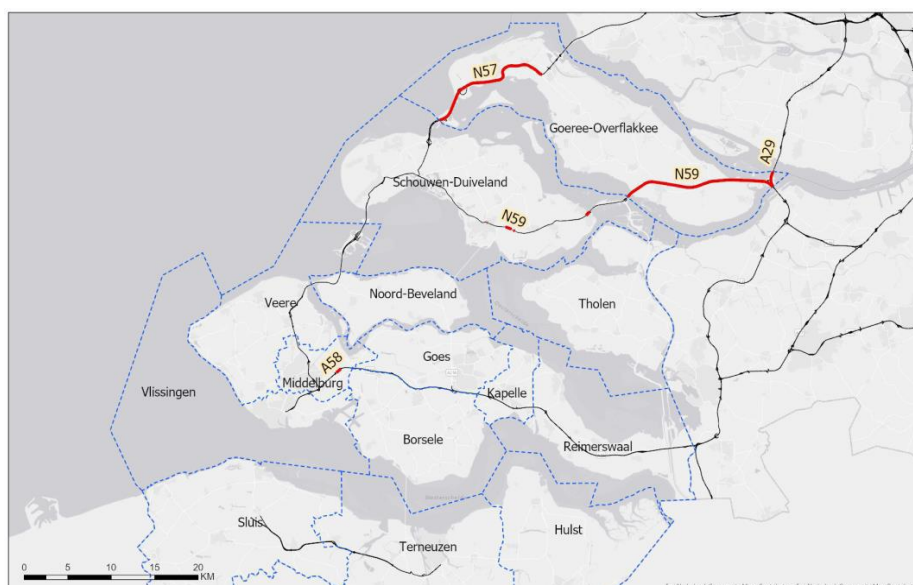 N57
Goeree-Overflakkee
A29
N59
Schouwen-Duiveland
N59
Noord-Beveland
Tholen
Veere
Goes
A58
Middelburg
Vlissingen
Kapelle
Borsele
Reimerswaal
Sluis
Terneuzen
Hulst
0 5 10 15 20
KM